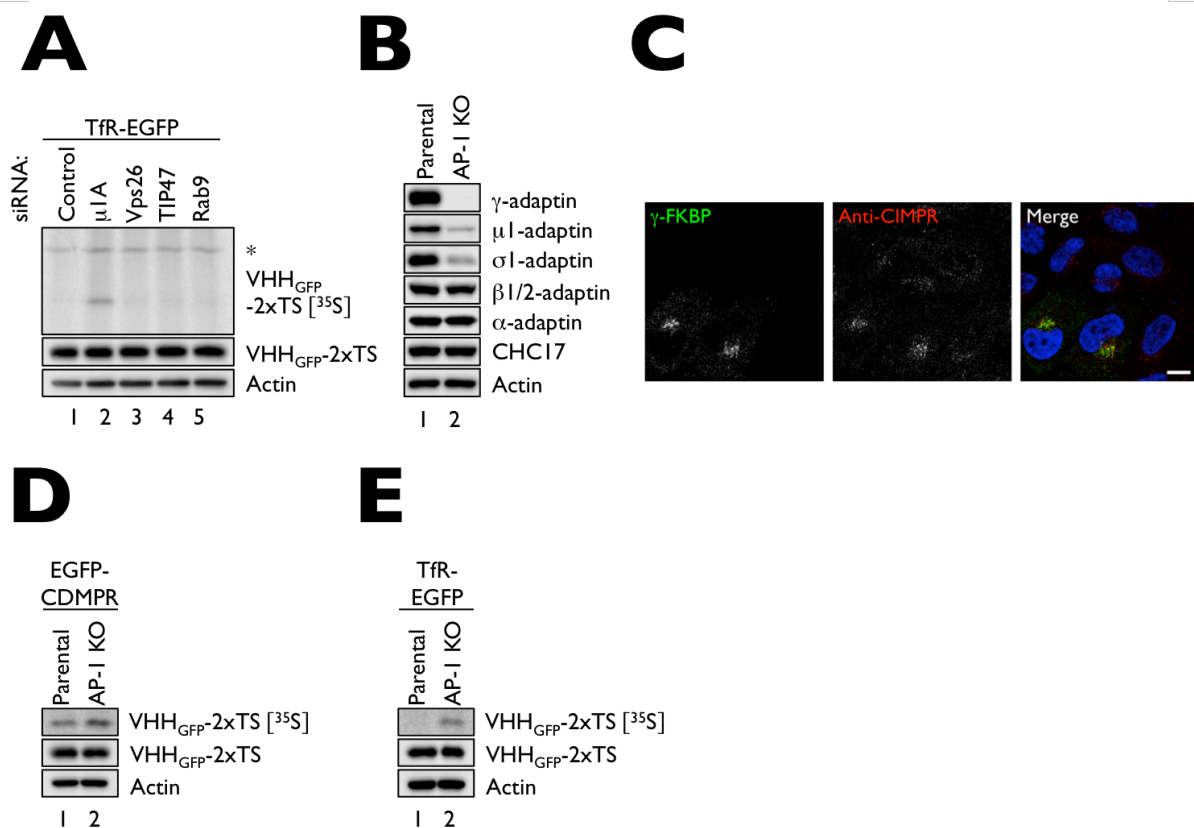 A
TfR-EGFP
siRNA:
Control
μ1A
Vps26
TIP47
Rab9
*
VHHGFP
-2xTS [³⁵S]
VHHGFP-2xTS
Actin
1 2 3 4 5
B
Parental
AP-1 KO
γ-adaptin
μ1-adaptin
σ1-adaptin
β1/2-adaptin
α-adaptin
CHC17
Actin
1 2
C
γ-FKBP
Anti-CIMPR
Merge
D
EGFP-
CDMPR
Parental
AP-1 KO
VHHGFP-2xTS [³⁵S]
VHHGFP-2xTS
Actin
1 2
E
TfR-
EGFP
Parental
AP-1 KO
VHHGFP-2xTS [³⁵S]
VHHGFP-2xTS
Actin
1 2